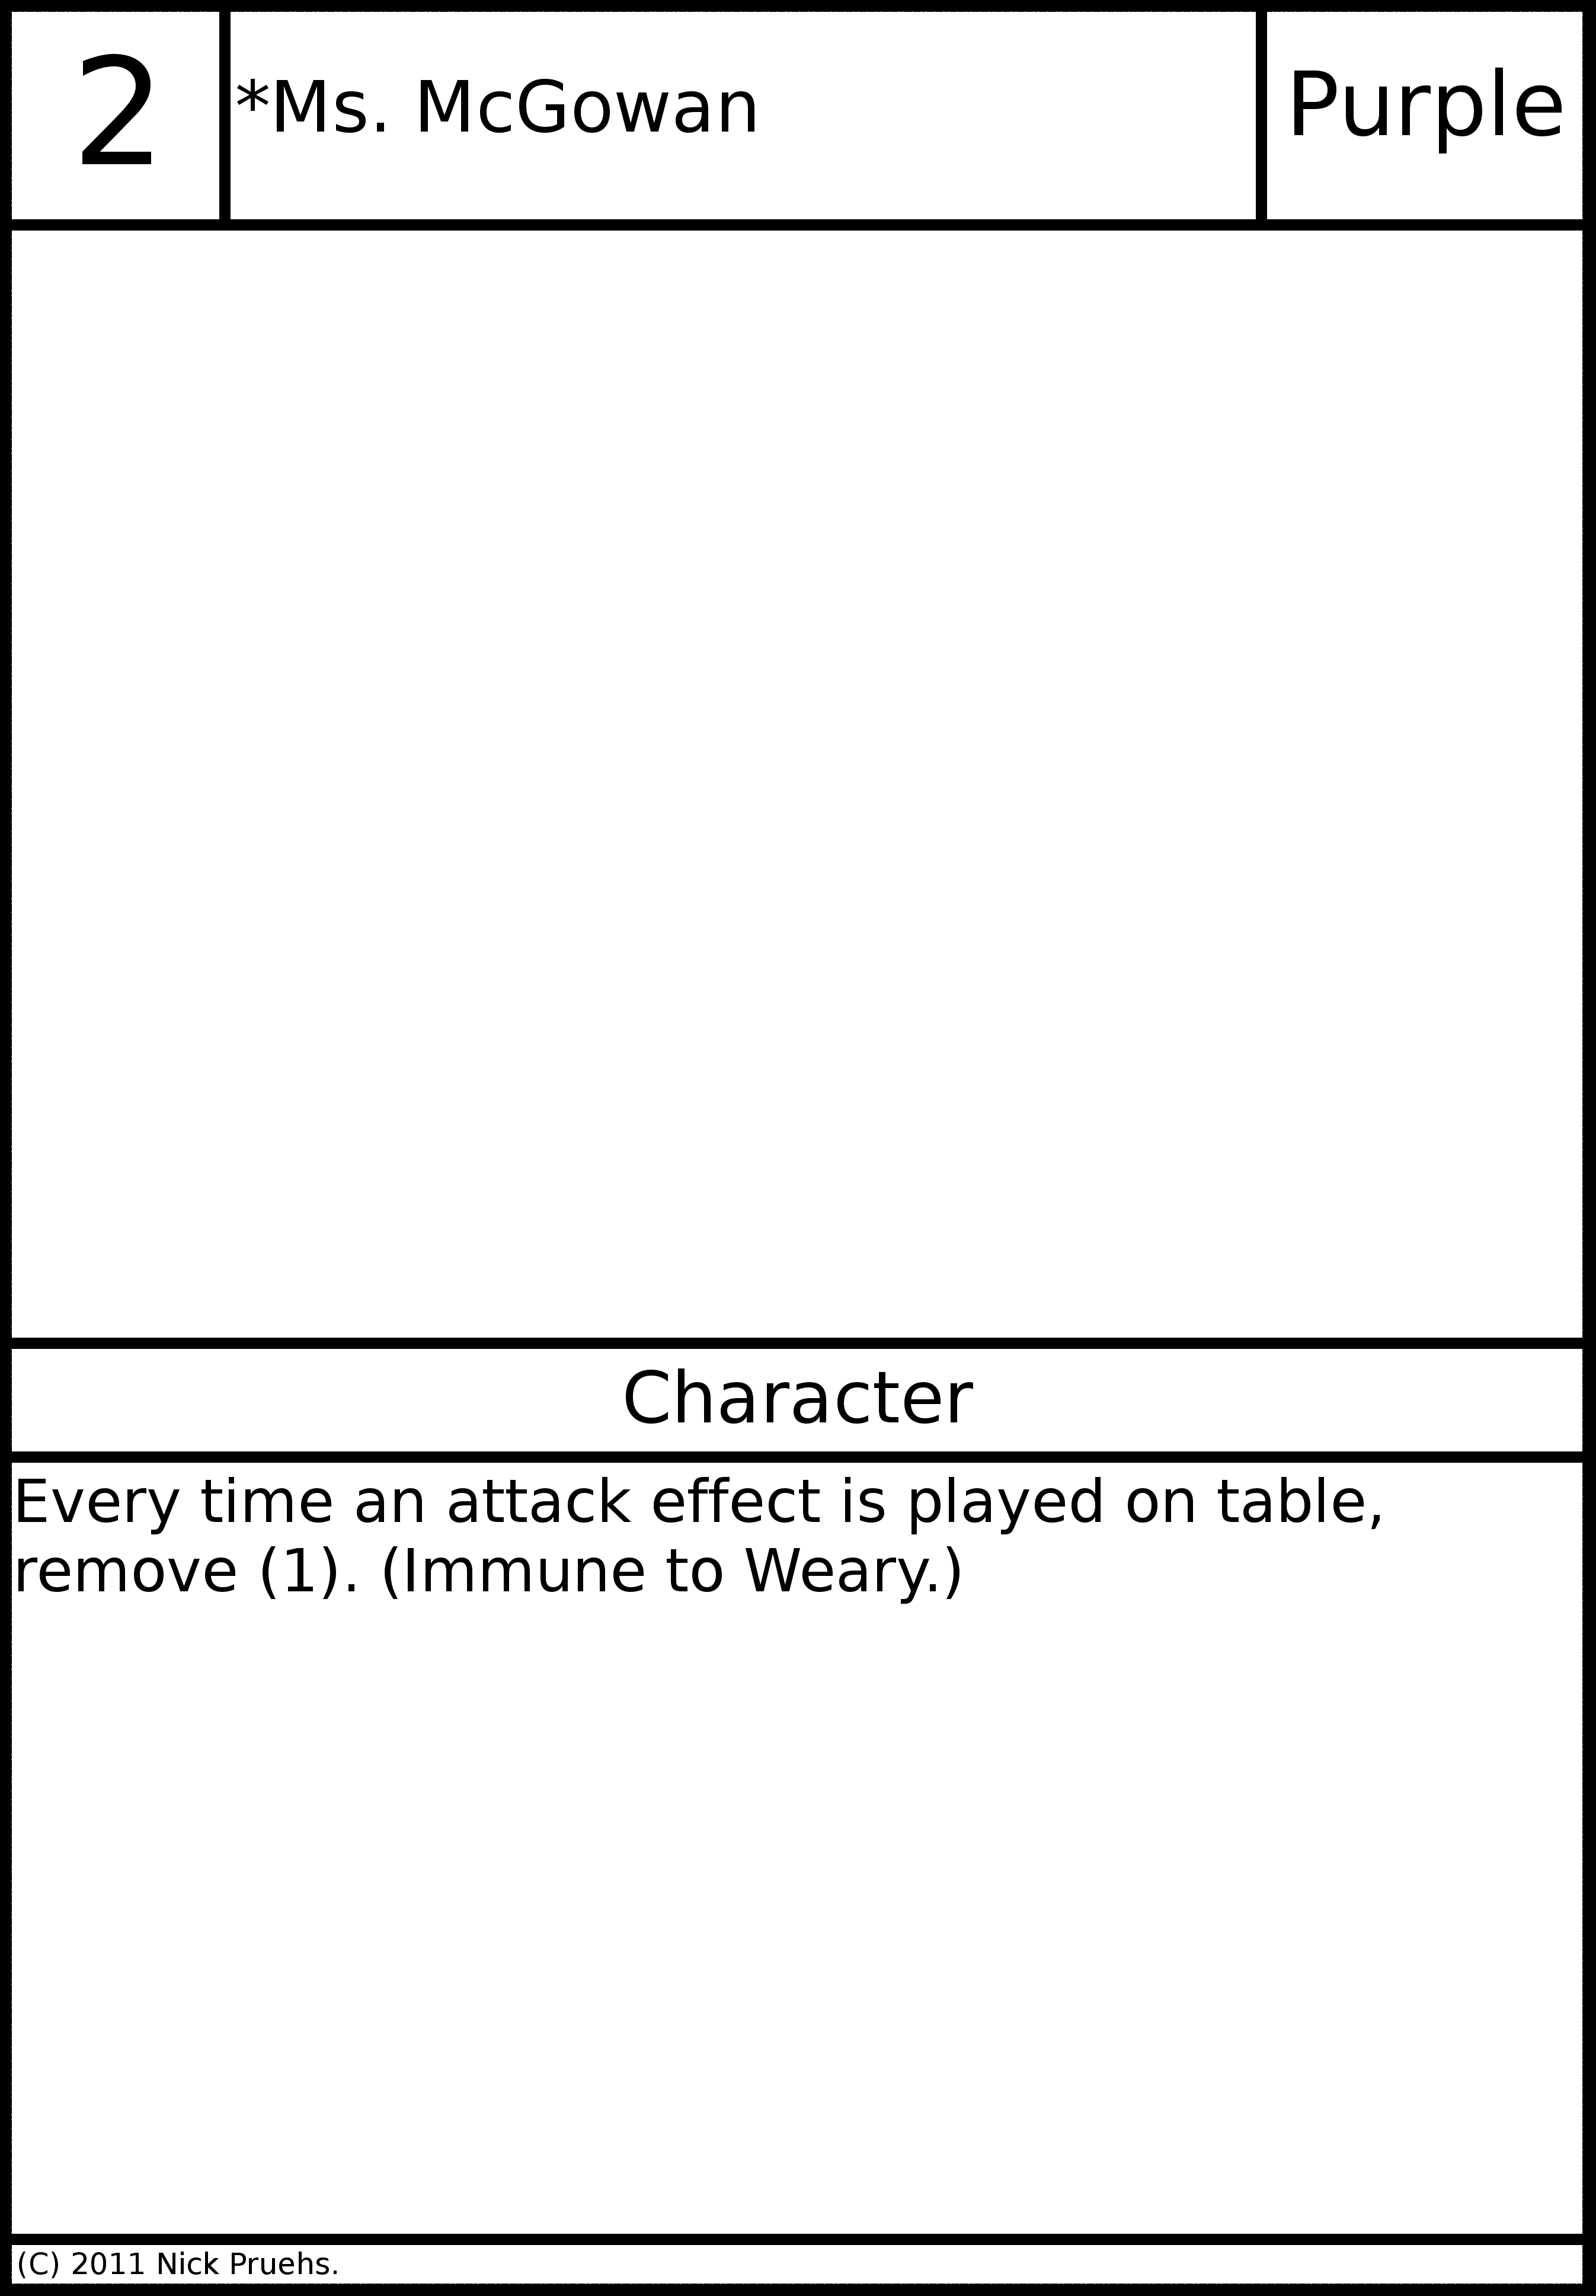 2
*Ms. McGowan
Purple
Character
Every time an attack effect is played on table,
remove (1). (Immune to Weary.)
(C) 2011 Nick Pruehs.